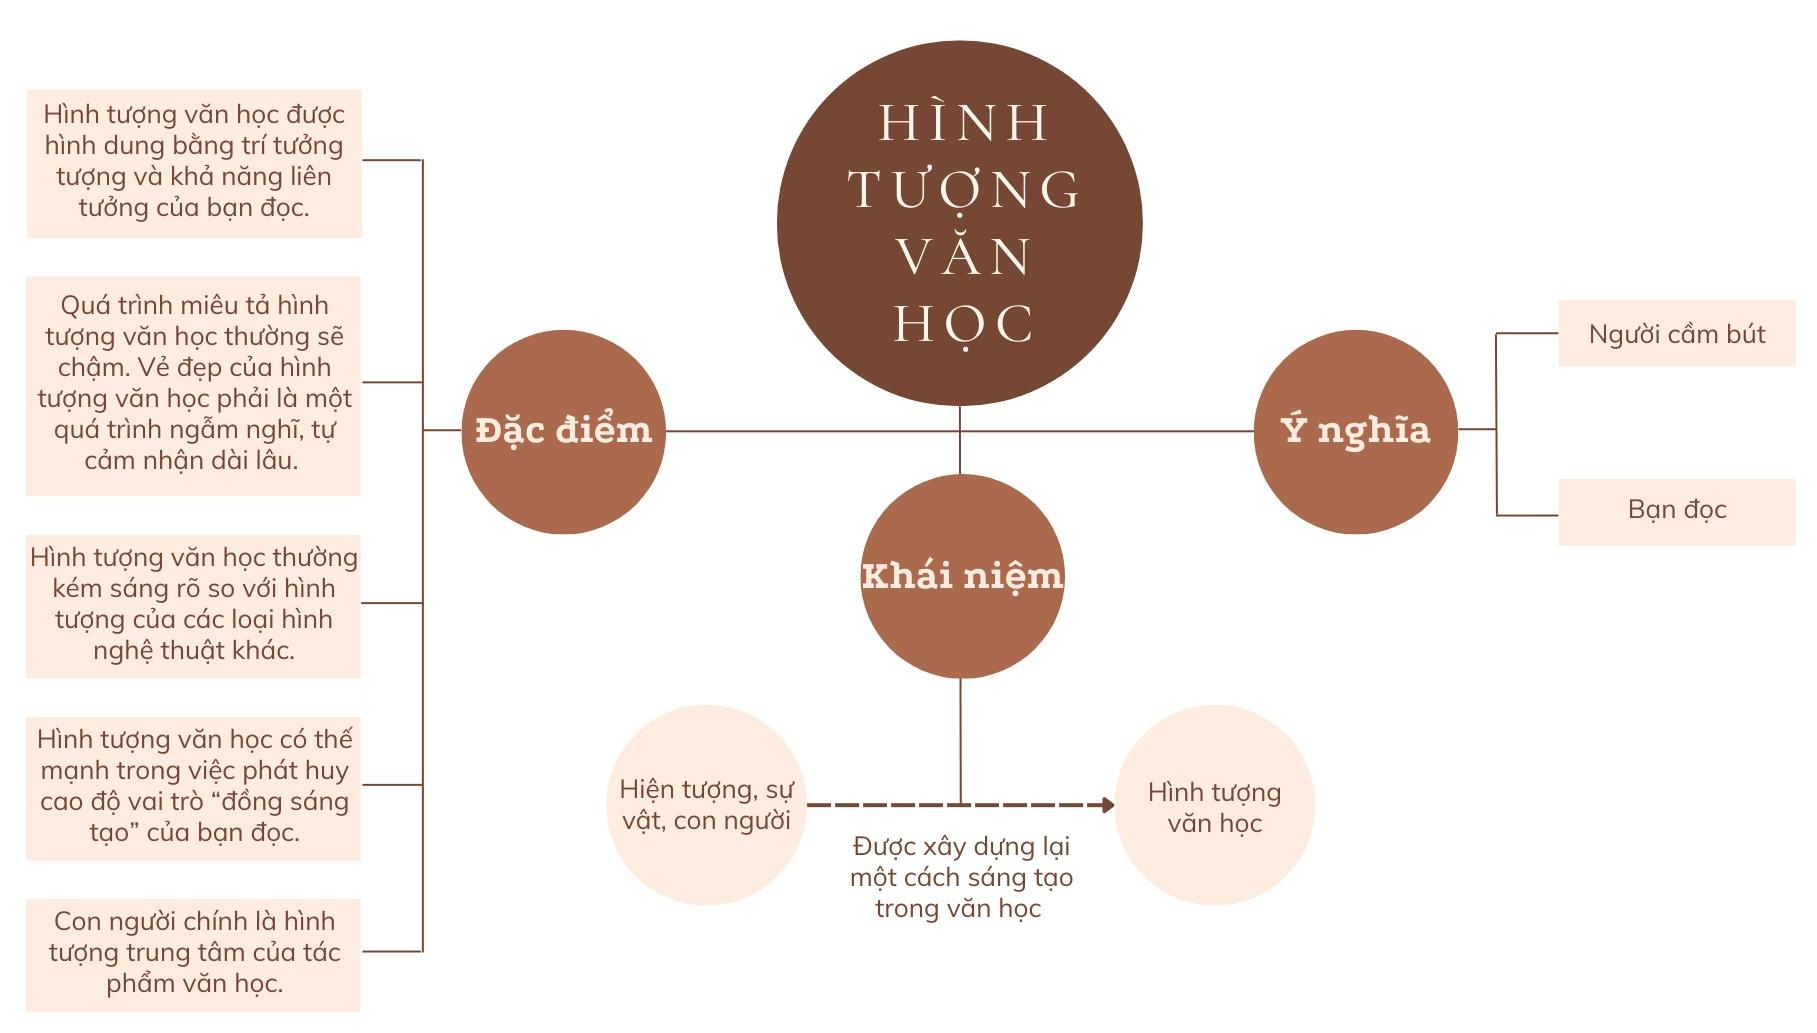 HÌNH
TƯỢNG
VĂN
HỌC
Đặc điểm
Hình tượng văn học được
hình dung bằng trí tưởng
tượng và khả năng liên
tưởng của bạn đọc.
Quá trình miêu tả hình
tượng văn học thường sẽ
chậm. Vẻ đẹp của hình
tượng văn học phải là một
quá trình ngẫm nghĩ, tự
cảm nhận dài lâu.
Hình tượng văn học thường
kém sáng rõ so với hình
tượng của các loại hình
nghệ thuật khác.
Hình tượng văn học có thế
mạnh trong việc phát huy
cao độ vai trò “đồng sáng
tạo” của bạn đọc.
Con người chính là hình
tượng trung tâm của tác
phẩm văn học.
Khái niệm
Hiện tượng, sự
vật, con người
Được xây dựng lại
một cách sáng tạo
trong văn học
Hình tượng
văn học
Ý nghĩa
Người cầm bút
Bạn đọc